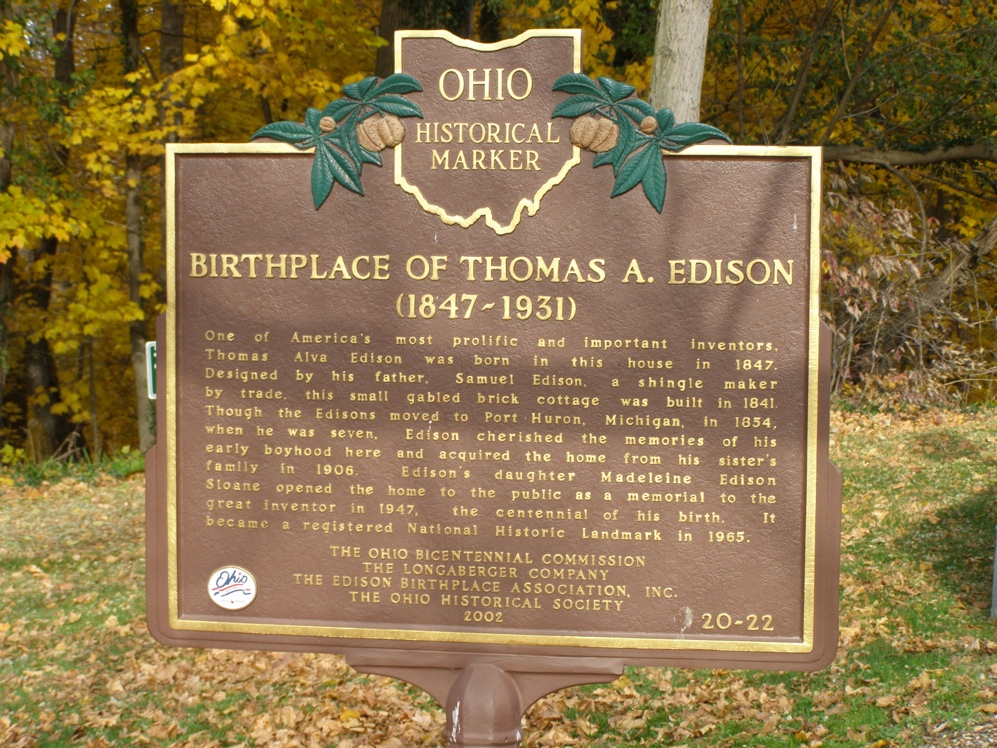 OHIO
HISTORICAL
MARKER
BIRTHPLACE OF THOMAS A. EDISON
(1847~1931)
One of America's most prolific and important inventors,
Thomas Alva Edison was born in this house in 1847.
Designed by his father, Samuel Edison, a shingle maker
by trade, this small gabled brick cottage was built in 1841.
Though the Edisons moved to Port Huron, Michigan, in 1854,
when he was seven, Edison cherished the memories of his
early boyhood here and acquired the home from his sister's
family in 1906. Edison's daughter Madeleine Edison
Sloane opened the home to the public as a memorial to the
great inventor in 1947, the centennial of his birth. It
became a registered National Historic Landmark in 1965.
THE OHIO BICENTENNIAL COMMISSION
THE LONGABERGER COMPANY
THE EDISON BIRTHPLACE ASSOCIATION, INC.
THE OHIO HISTORICAL SOCIETY
2002
20-22
Ohio